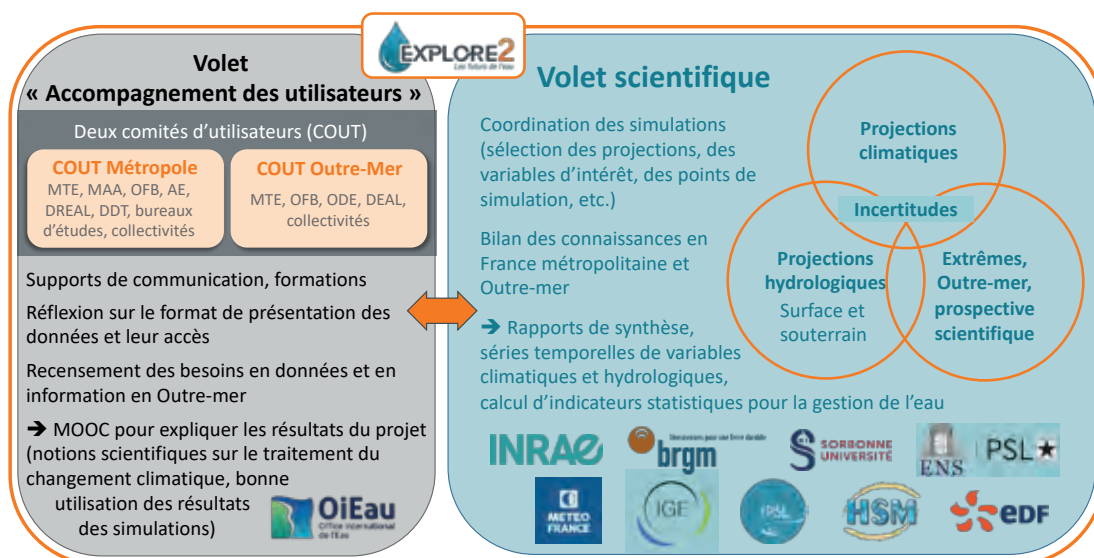 EXPLORE2
Les futurs de l'eau
Volet
« Accompagnement des utilisateurs »
Deux comités d'utilisateurs (COUT)
COUT Métropole
MTE, MAA, OFB, AE,
DREAL, DDT, bureaux
d'études, collectivités
COUT Outre-Mer
MTE, OFB, ODE, DEAL,
collectivités
Supports de communication, formations
Réflexion sur le format de présentation des
données et leur accès
Recensement des besoins en données et en
information en Outre-mer
➔ MOOC pour expliquer les résultats du projet
(notions scientifiques sur le traitement du
changement climatique, bonne
utilisation des résultats
des simulations)
OiEau
Office International
de l'Eau
Volet scientifique
Coordination des simulations
(sélection des projections, des
variables d'intérêt, des points de
simulation, etc.)
Bilan des connaissances en
France métropolitaine et
Outre-mer
➔ Rapports de synthèse,
séries temporelles de variables
climatiques et hydrologiques,
calcul d'indicateurs statistiques pour la gestion de l'eau
Projections
climatiques
Incertitudes
Projections
hydrologiques
Surface et
souterrain
Extrêmes,
Outre-mer,
prospective
scientifique
INRAE
Géosciences pour une Terre durable
brgm
SORBONNE
UNIVERSITÉ
ENS
PSL
METEO
FRANCE
IGE
IPSL
HSM
eDF